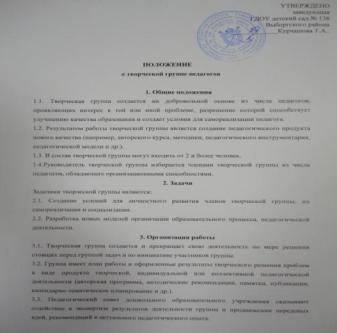 УТВЕРЖДЕНО
заведующая
ГДОУ детский сад № 136
Выборгского района
Курчанова Т.А.
ПОЛОЖЕНИЕ
о творческой группе педагогов
1. Общие положения
1.1. Творческая группа создается на добровольной основе из числа педагогов,
проявляющих интерес к той или иной проблеме, разрешение которой способствует
улучшению качества образования и создает условия для самореализации педагога.
1.2. Результатом работы творческой группы является создание педагогического продукта
нового качества (например, авторского курса, методики, педагогического инструментария,
педагогической модели и др.).
1.3. В состав творческой группы могут входить от 2 и более человек.
1.4.Руководитель творческой группы избирается членами творческой группы из числа
педагогов, обладающих организационными способностями.
2. Задачи
Задачами творческой группы являются:
2.1. Создание условий для личностного развития членов творческой группы, их
самореализации и социализации.
2.2. Разработка новых моделей организации образовательного процесса, педагогической
деятельности.
3. Организация работы
3.1. Творческая группа создается и прекращает свою деятельность по мере решения
стоящих перед группой задач и по инициативе участников группы.
3.2. Группа имеет план работы и оформленные результаты творческого решения проблем
в виде продукта творческой, индивидуальной или коллективной педагогической
деятельности (авторская программа, методические рекомендации, памятка, публикации,
календарно-тематическое планирование и др.).
3.3. Педагогический совет дошкольного образовательного учреждения оказывает
содействие в экспертизе результатов деятельности группы и продвижении передовых
идей, рекомендаций и актуального педагогического опыта.